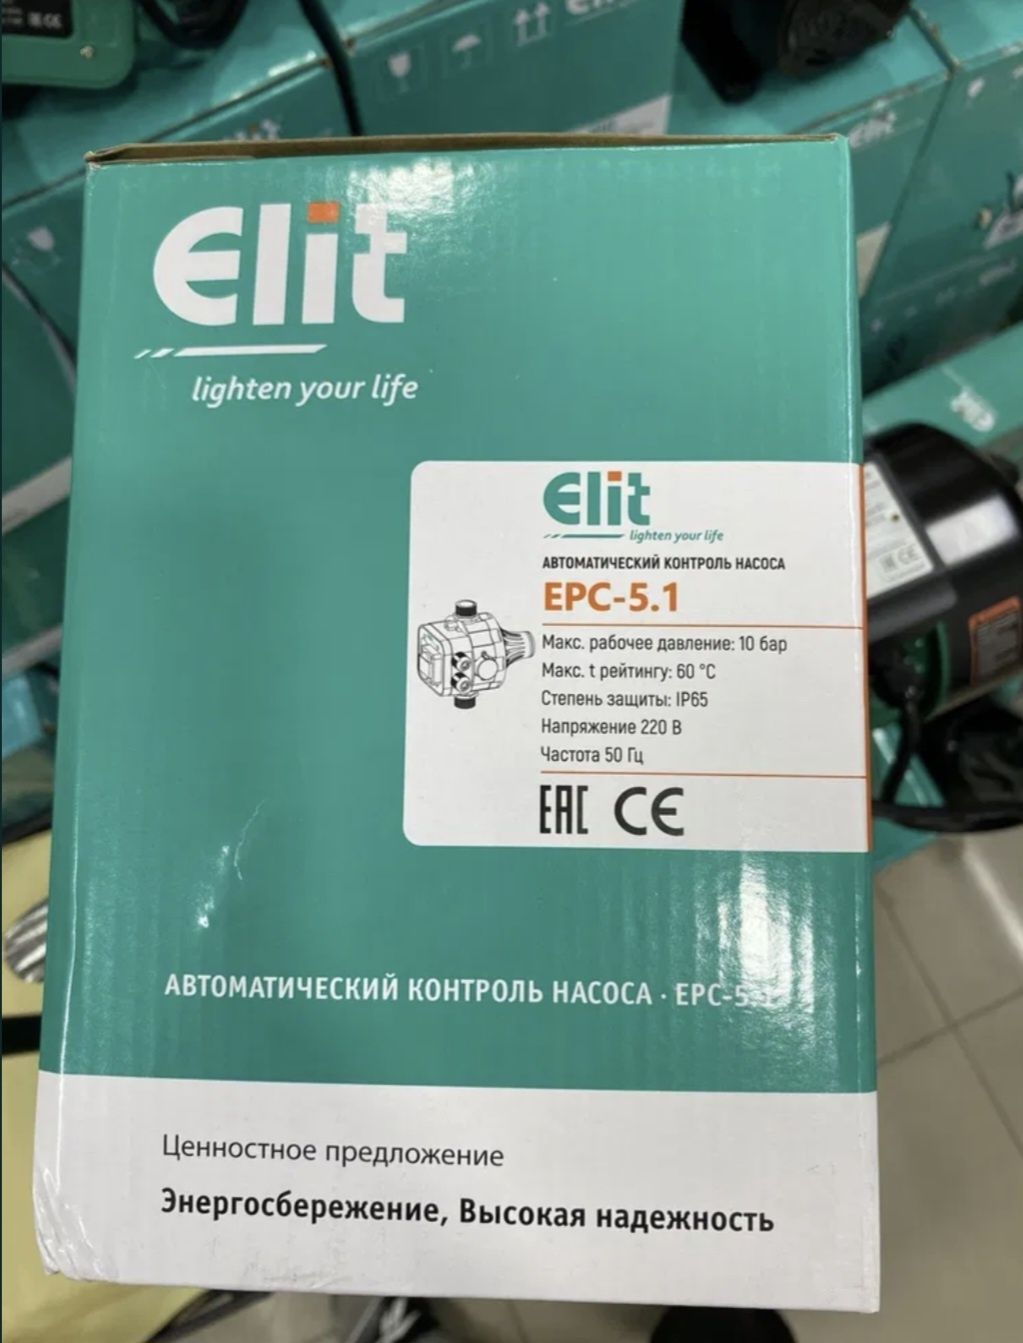 Elit
lighten your life
Elit
lighten your life
АВТОМАТИЧЕСКИЙ КОНТРОЛЬ НАСОСА
EPC-5.1
Макс. рабочее давление: 10 бар
Макс. t рейтингу: 60 °C
Степень защиты: IP65
Напряжение 220 В
Частота 50 Гц
EAC CE
АВТОМАТИЧЕСКИЙ КОНТРОЛЬ НАСОСА · EPC-5.1
Ценностное предложение
Энергосбережение, Высокая надежность